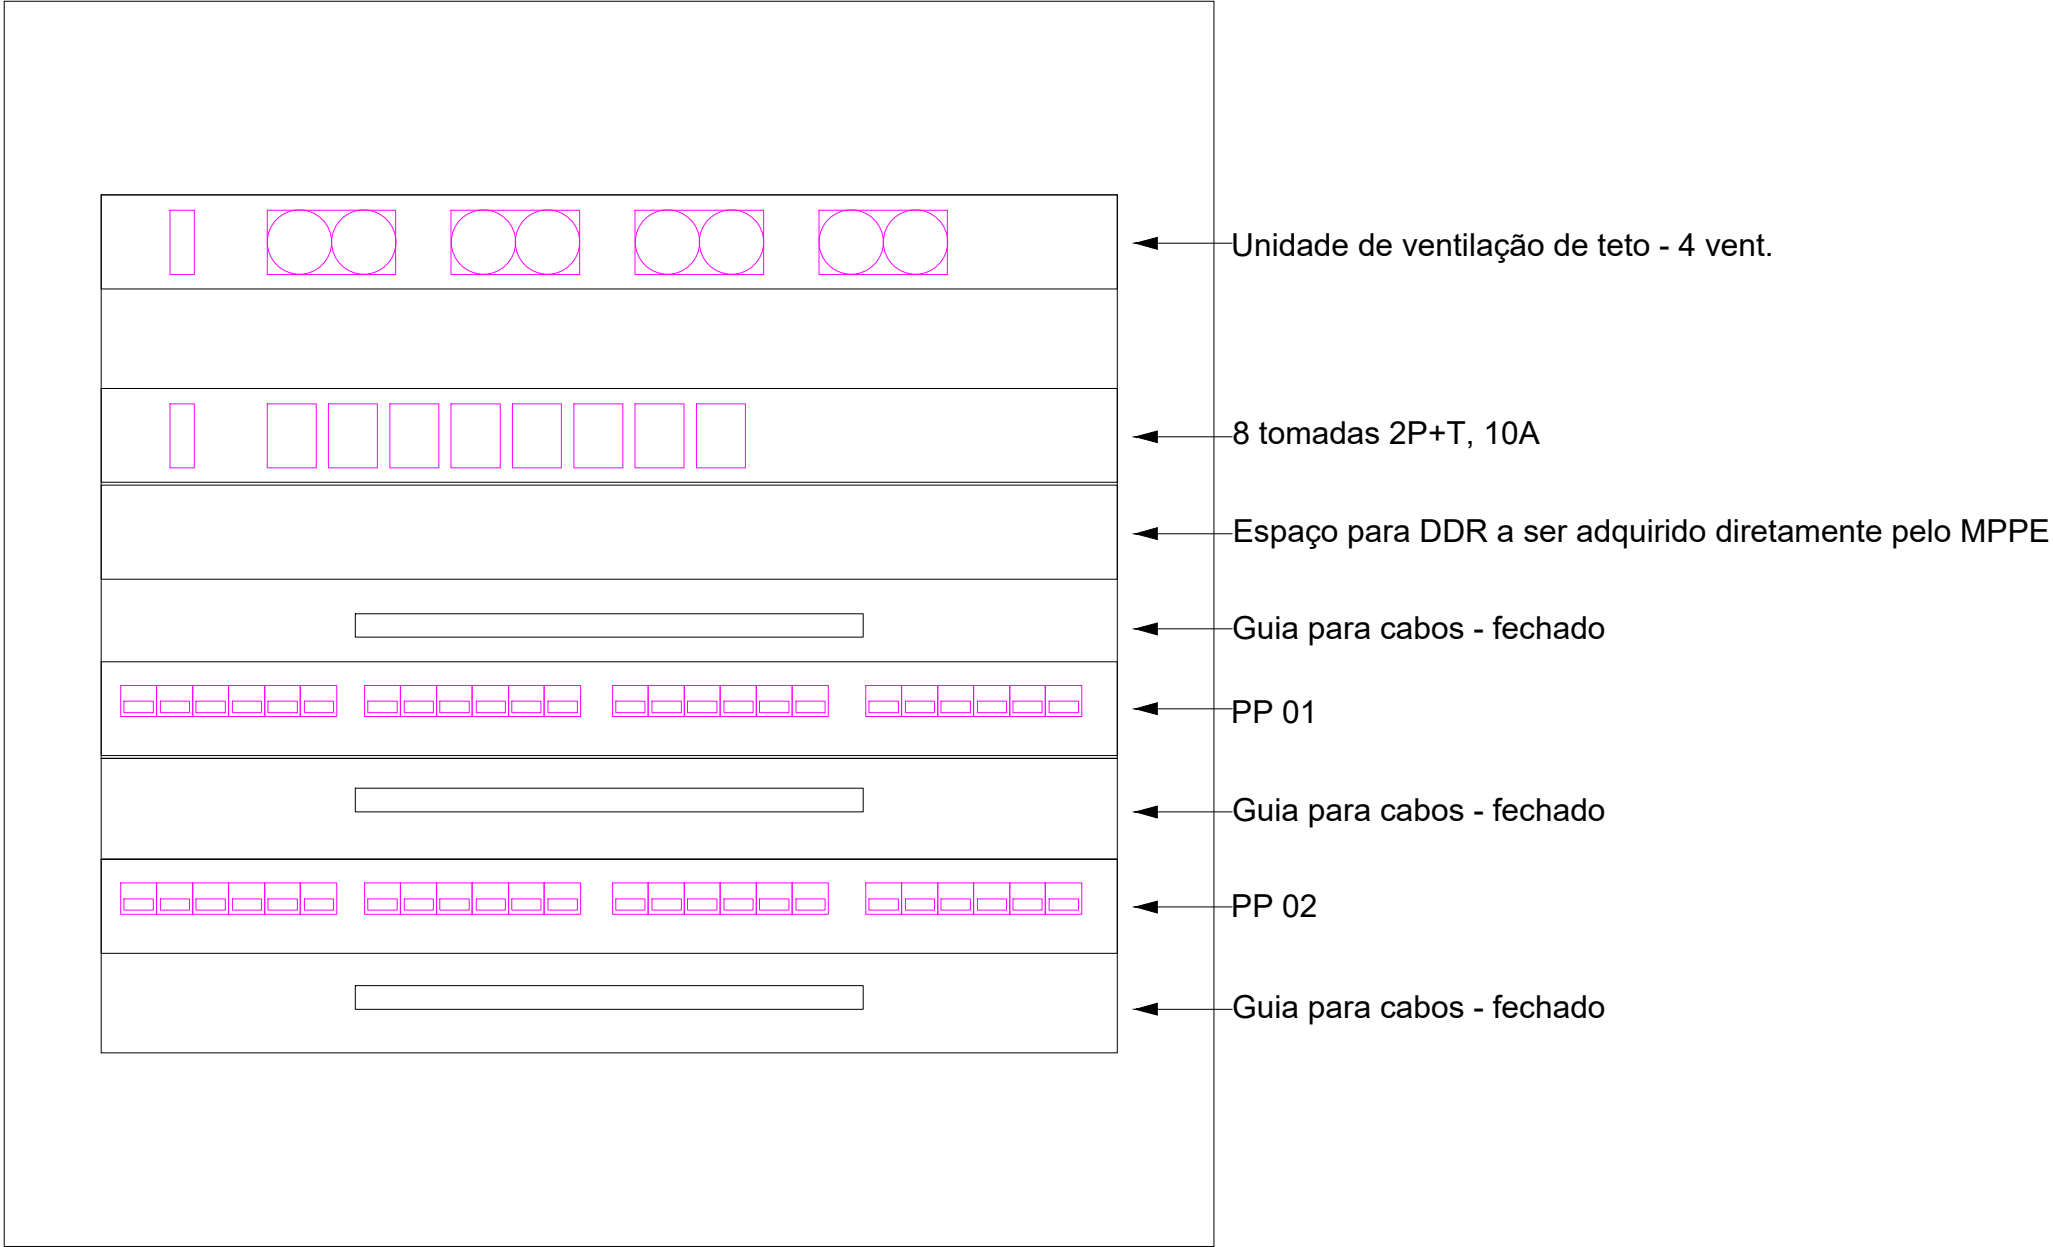 Unidade de ventilação de teto - 4 vent.
8 tomadas 2P+T, 10A
Espaço para DDR a ser adquirido diretamente pelo MPPE
Guia para cabos - fechado
PP 01
Guia para cabos - fechado
PP 02
Guia para cabos - fechado